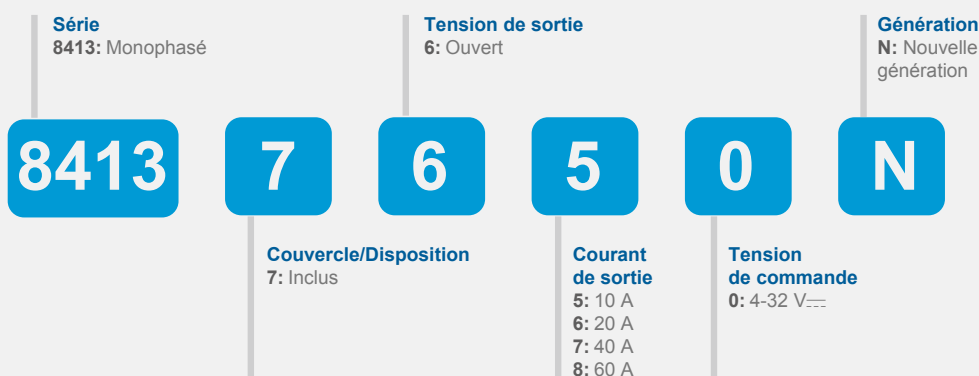 Série
8413: Monophasé
Tension de sortie
6: Ouvert
Génération
N: Nouvelle
génération
8413 7 6 5 0 N
Couvercle/Disposition
7: Inclus
Courant
de sortie
5: 10 A
6: 20 A
7: 40 A
8: 60 A
Tension
de commande
0: 4-32 V⎓